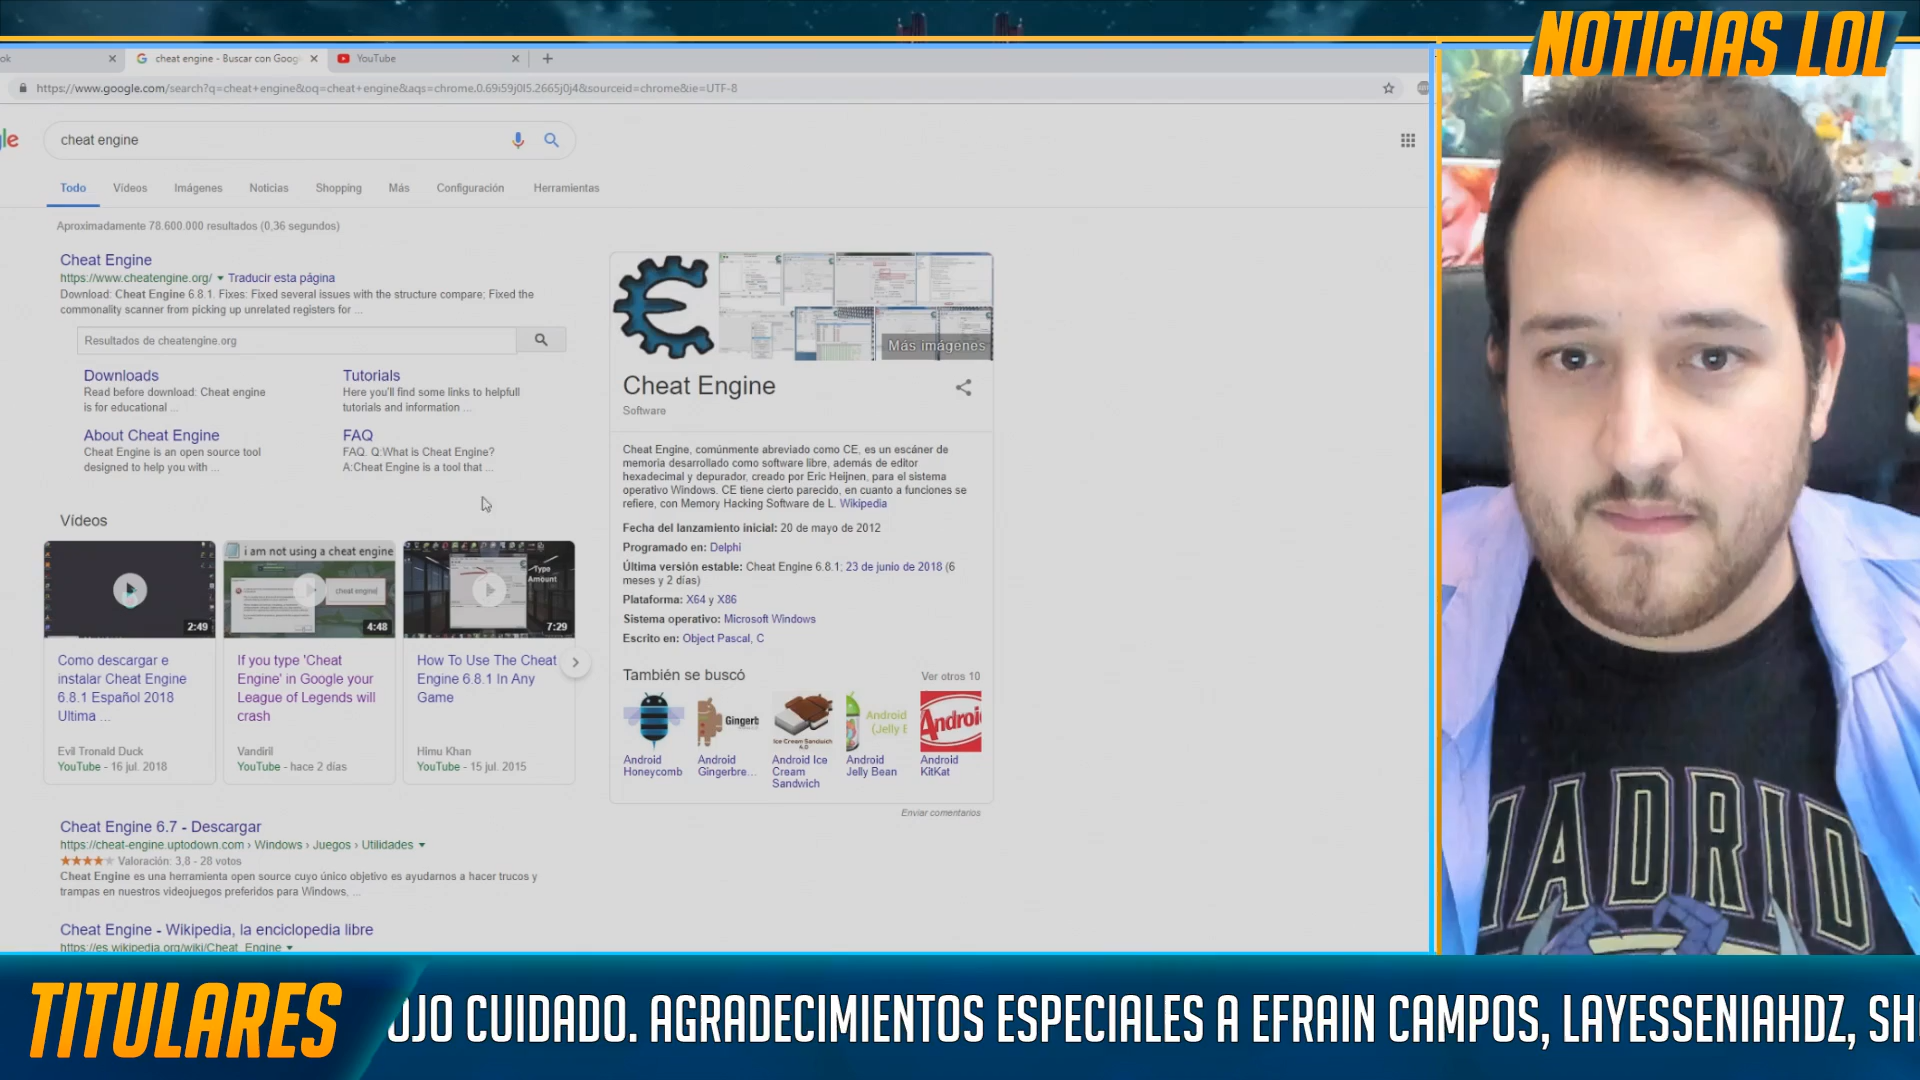 NOTICIAS LOL
ok
cheat engine - Buscar con Goog
YouTube
https://www.google.com/search?q=cheat+engine&oq=cheat+engine&aqs=chrome.0.69i59j0l5.2665j0j4&sourceid=chrome&ie=UTF-8
le
cheat engine
Todo Vídeos Imágenes Noticias Shopping Más Configuración Herramientas
Aproximadamente 78.600.000 resultados (0,36 segundos)
Cheat Engine
https://www.cheatengine.org/ Traducir esta página
Download: Cheat Engine 6.8.1. Fixes: Fixed several issues with the structure compare; Fixed the
commonality scanner from picking up unrelated registers for ...
Resultados de cheatengine.org
Downloads
Read before download: Cheat engine
is for educational ...
Tutorials
Here you'll find some links to helpfull
tutorials and information ...
About Cheat Engine
Cheat Engine is an open source tool
designed to help you with ...
FAQ
FAQ. Q:What is Cheat Engine?
A:Cheat Engine is a tool that ...
Vídeos
2:49
Como descargar e
instalar Cheat Engine
6.8.1 Español 2018
Ultima ...
Evil Tronald Duck
YouTube - 16 jul. 2018
i am not using a cheat engine
cheat engine
4:48
If you type 'Cheat
Engine' in Google your
League of Legends will
crash
Vandiril
YouTube - hace 2 días
Type
Amount
7:29
How To Use The Cheat
Engine 6.8.1 In Any
Game
Himu Khan
YouTube - 15 jul. 2015
Cheat Engine 6.7 - Descargar
https://cheat-engine.uptodown.com › Windows › Juegos › Utilidades
Valoración: 3,8 - 28 votos
Cheat Engine es una herramienta open source cuyo único objetivo es ayudarnos a hacer trucos y
trampas en nuestros videojuegos preferidos para Windows, ...
Cheat Engine - Wikipedia, la enciclopedia libre
https://es.wikipedia.org/wiki/Cheat_Engine
Más imágenes
Cheat Engine
Software
Cheat Engine, comúnmente abreviado como CE, es un escáner de
memoria desarrollado como software libre, además de editor
hexadecimal y depurador, creado por Eric Heijnen, para el sistema
operativo Windows. CE tiene cierto parecido, en cuanto a funciones se
refiere, con Memory Hacking Software de L. Wikipedia
Fecha del lanzamiento inicial: 20 de mayo de 2012
Programado en: Delphi
Última versión estable: Cheat Engine 6.8.1; 23 de junio de 2018 (6
meses y 2 días)
Plataforma: X64 y X86
Sistema operativo: Microsoft Windows
Escrito en: Object Pascal, C
También se buscó
Ver otros 10
Gingerb
Ice Cream Sandwich
4.0
Android
(Jelly B
Androi
Android
Honeycomb
Android
Gingerbre...
Android Ice
Cream
Sandwich
Android
Jelly Bean
Android
KitKat
Enviar comentarios
MADRID
TITULARES
OJO CUIDADO. AGRADECIMIENTOS ESPECIALES A EFRAIN CAMPOS, LAYESSENIAHDZ, SH